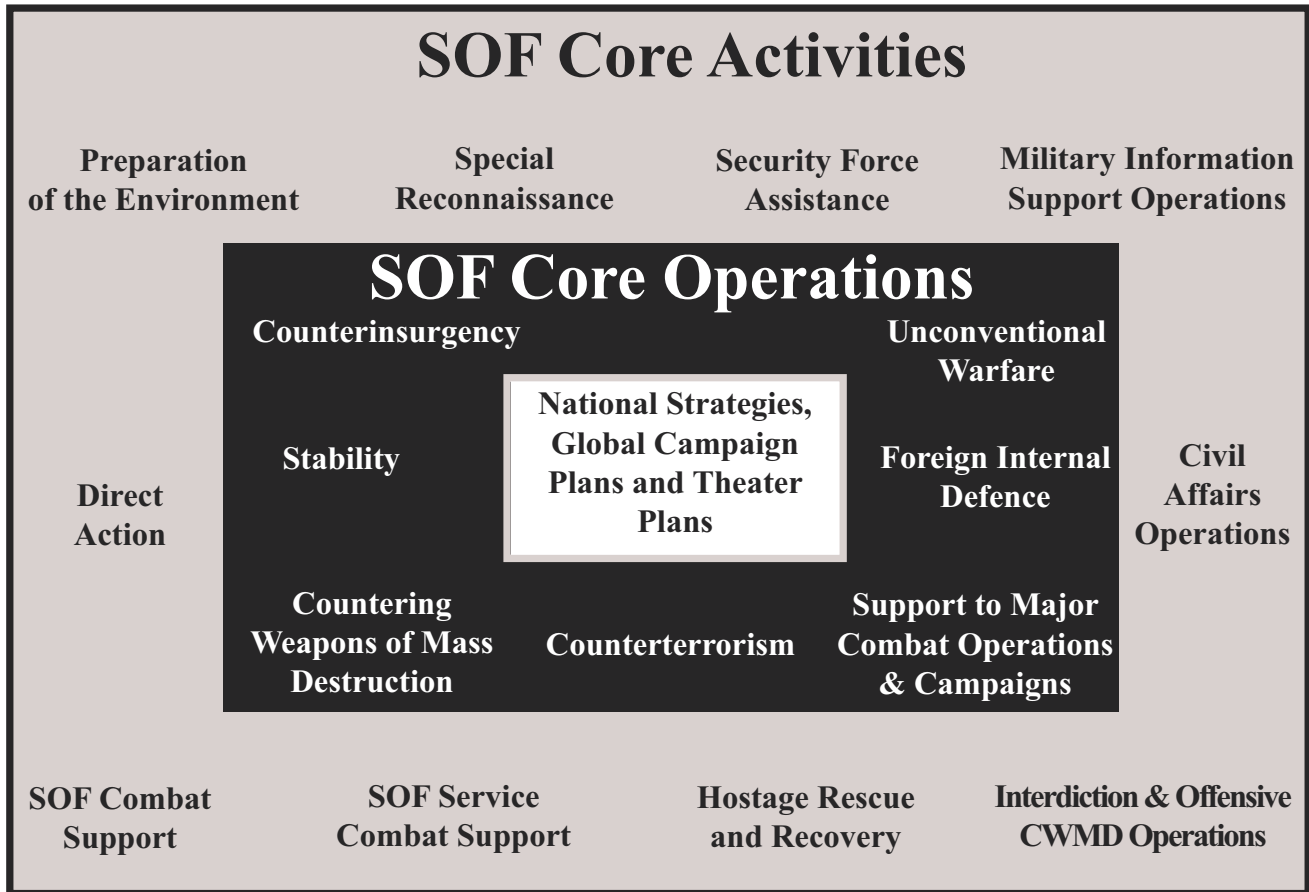 SOF Core Activities
Preparation
of the Environment
Special
Reconnaissance
Security Force
Assistance
Military Information
Support Operations
SOF Core Operations
Counterinsurgency
Unconventional
Warfare
National Strategies,
Global Campaign
Plans and Theater
Plans
Stability
Foreign Internal
Defence
Direct
Action
Civil
Affairs
Operations
Countering
Weapons of Mass
Destruction
Counterterrorism
Support to Major
Combat Operations
& Campaigns
SOF Combat
Support
SOF Service
Combat Support
Hostage Rescue
and Recovery
Interdiction & Offensive
CWMD Operations